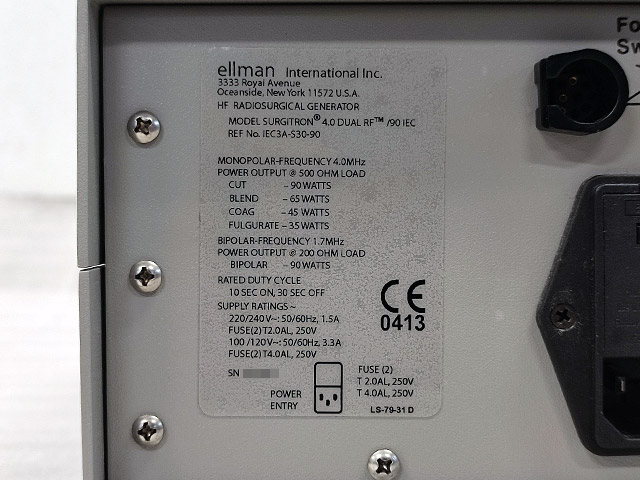 ellman International Inc.
3333 Royal Avenue
Oceanside, New York 11572 U.S.A.
HF RADIOSURGICAL GENERATOR
MODEL SURGITRON® 4.0 DUAL RF™ /90 IEC
REF No. IEC3A-S30-90
MONOPOLAR-FREQUENCY 4.0MHz
POWER OUTPUT @ 500 OHM LOAD
CUT – 90 WATTS
BLEND – 65 WATTS
COAG – 45 WATTS
FULGURATE – 35 WATTS
BIPOLAR-FREQUENCY 1.7MHz
POWER OUTPUT @ 200 OHM LOAD
BIPOLAR – 90 WATTS
RATED DUTY CYCLE
10 SEC ON, 30 SEC OFF
SUPPLY RATINGS ~
220/240 V~: 50/60Hz, 1.5A
FUSE(2) T2.0AL, 250V
100 /120V~: 50/60Hz, 3.3A
FUSE(2) T4.0AL, 250V
CE
0413
SN
POWER
ENTRY
FUSE (2)
T 2.0AL, 250V
T 4.0AL, 250V
LS-79-31 D
Fo
Sw